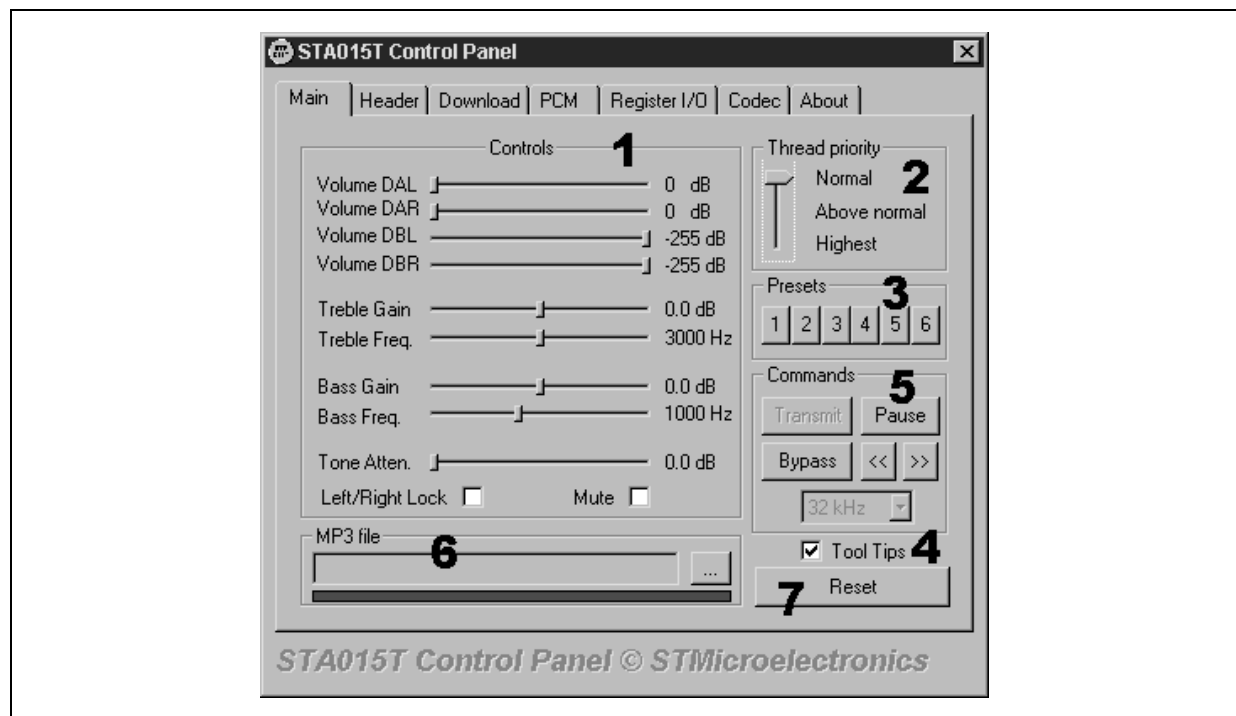 STA015T Control Panel
Main Header Download PCM Register I/O Codec About
Controls 1
Volume DAL 0 dB
Volume DAR 0 dB
Volume DBL -255 dB
Volume DBR -255 dB
Treble Gain 0.0 dB
Treble Freq. 3000 Hz
Bass Gain 0.0 dB
Bass Freq. 1000 Hz
Tone Atten. 0.0 dB
Left/Right Lock Mute
MP3 file
6
...
Thread priority
Normal 2
Above normal
Highest
Presets 3
1 2 3 4 5 6
Commands 5
Transmit Pause
Bypass << >>
32 kHz
Tool Tips 4
7 Reset
STA015T Control Panel © STMicroelectronics